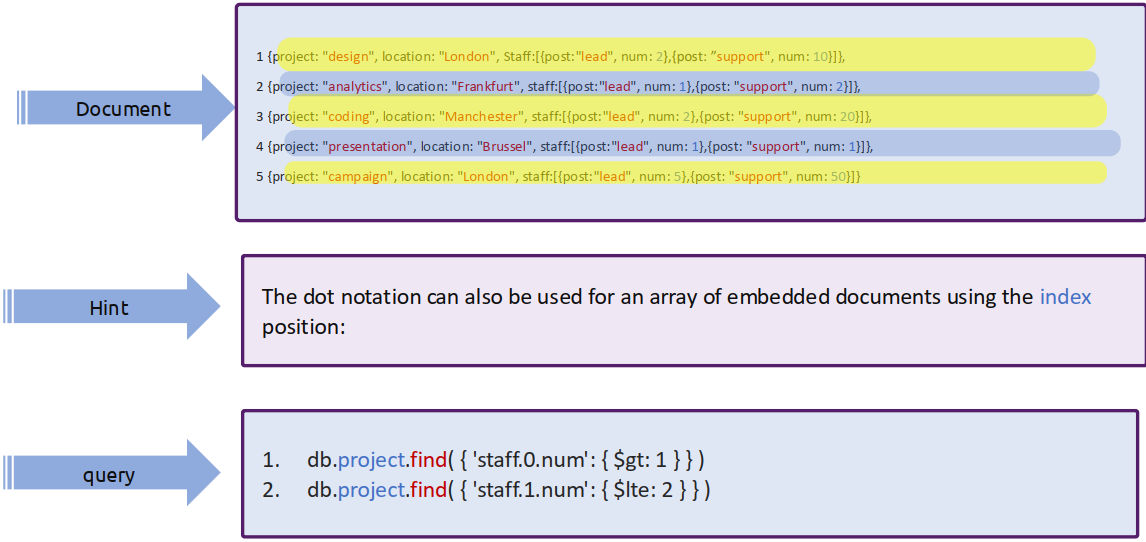 1 {project: "design", location: "London", Staff:[{post:"lead", num: 2},{post: "support", num: 10}]},
2 {project: "analytics", location: "Frankfurt", staff:[{post:"lead", num: 1},{post: "support", num: 2}]},
Document
3 {project: "coding", location: "Manchester", staff:[{post:"lead", num: 2},{post: "support", num: 20}]},
4 {project: "presentation", location: "Brussel", staff:[{post:"lead", num: 1},{post: "support", num: 1}]},
5 {project: "campaign", location: "London", staff:[{post:"lead", num: 5},{post: "support", num: 50}]}
Hint
The dot notation can also be used for an array of embedded documents using the index
position:
query
1. db.project.find( { 'staff.0.num': { $gt: 1 } } )
2. db.project.find( { 'staff.1.num': { $lte: 2 } } )